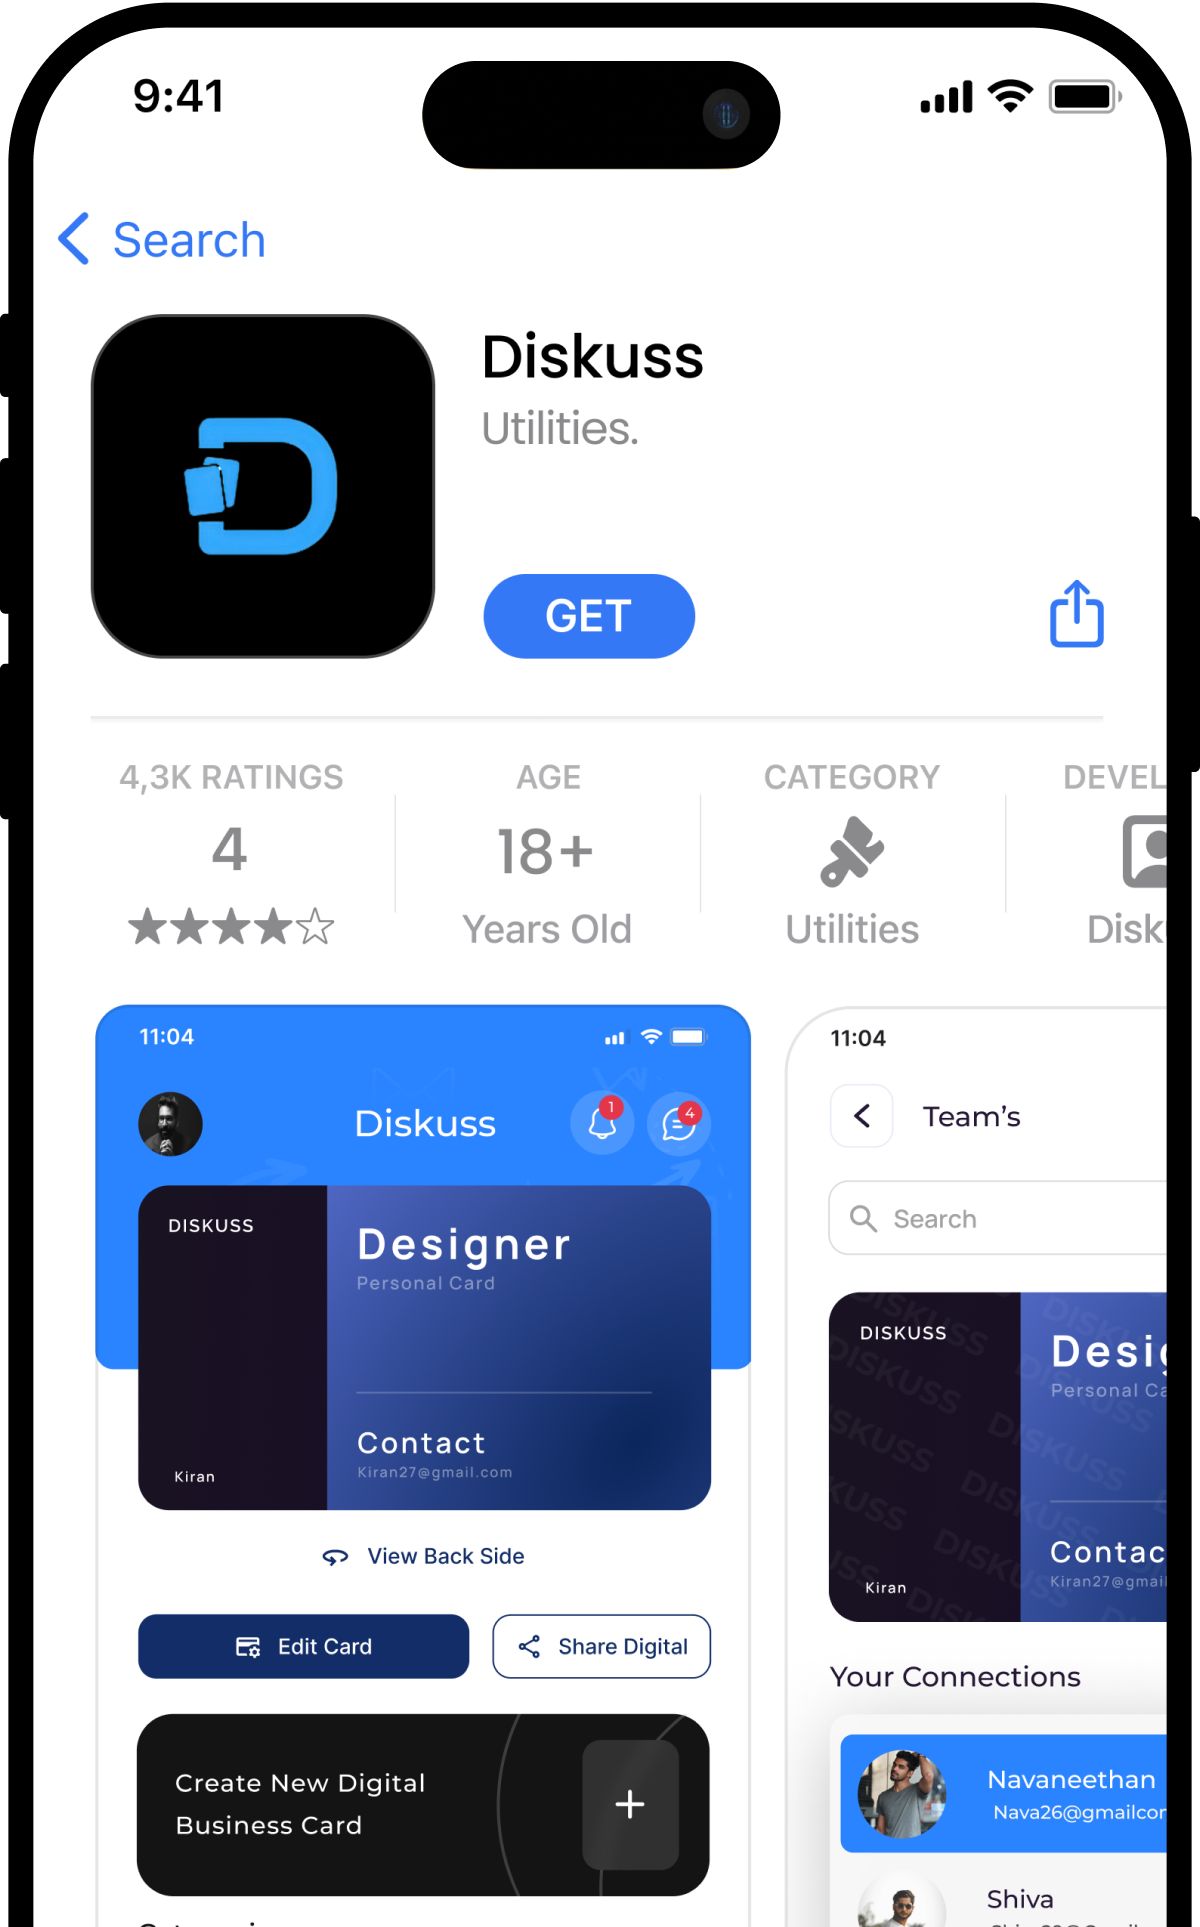 9:41
Search
Diskuss
Utilities.
GET
4,3K RATINGS
4
AGE
18+
Years Old
CATEGORY
Utilities
DEVEL
Disk
11:04
Diskuss
1
4
DISKUSS
Designer
Personal Card
Contact
Kiran27@gmail.com
Kiran
View Back Side
Edit Card
Share Digital
Create New Digital
Business Card
+
11:04
Team's
Search
DISKUSS
Desig
Personal Ca
Contac
Kiran27@gmail
Kiran
Your Connections
Navaneethan
Nava26@gmailcor
Shiva